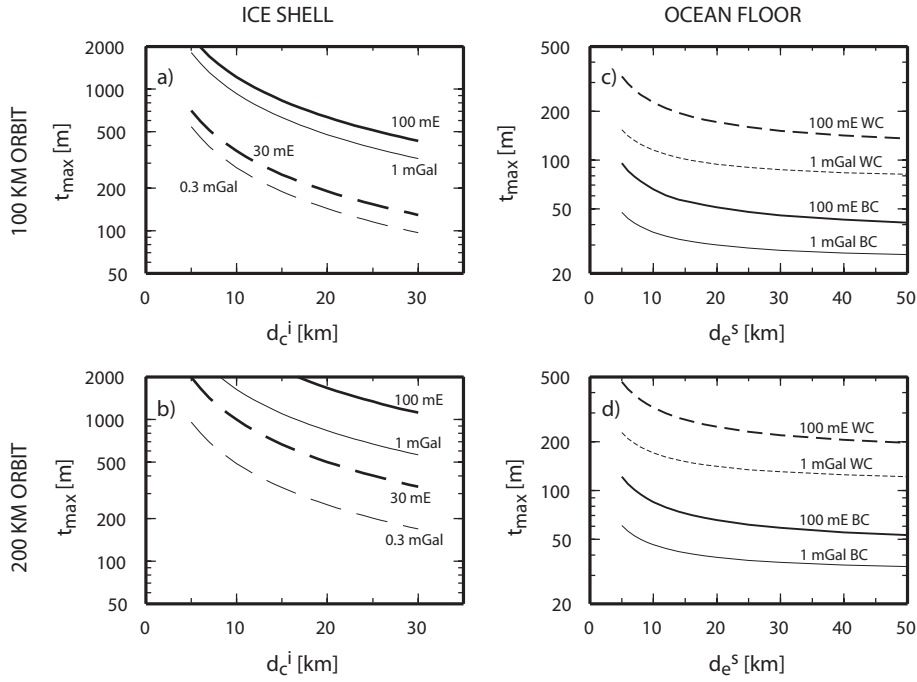 ICE SHELL
OCEAN FLOOR
100 KM ORBIT
a)
2000
1000
500
200
100
50
t_max [m]
100 mE
1 mGal
30 mE
0.3 mGal
0 10 20 30
d_c^i [km]
c)
500
200
100
50
20
t_max [m]
100 mE WC
1 mGal WC
100 mE BC
1 mGal BC
0 10 20 30 40 50
d_e^s [km]
200 KM ORBIT
b)
2000
1000
500
200
100
50
t_max [m]
100 mE
1 mGal
30 mE
0.3 mGal
0 10 20 30
d_c^i [km]
d)
500
200
100
50
20
t_max [m]
100 mE WC
1 mGal WC
100 mE BC
1 mGal BC
0 10 20 30 40 50
d_e^s [km]